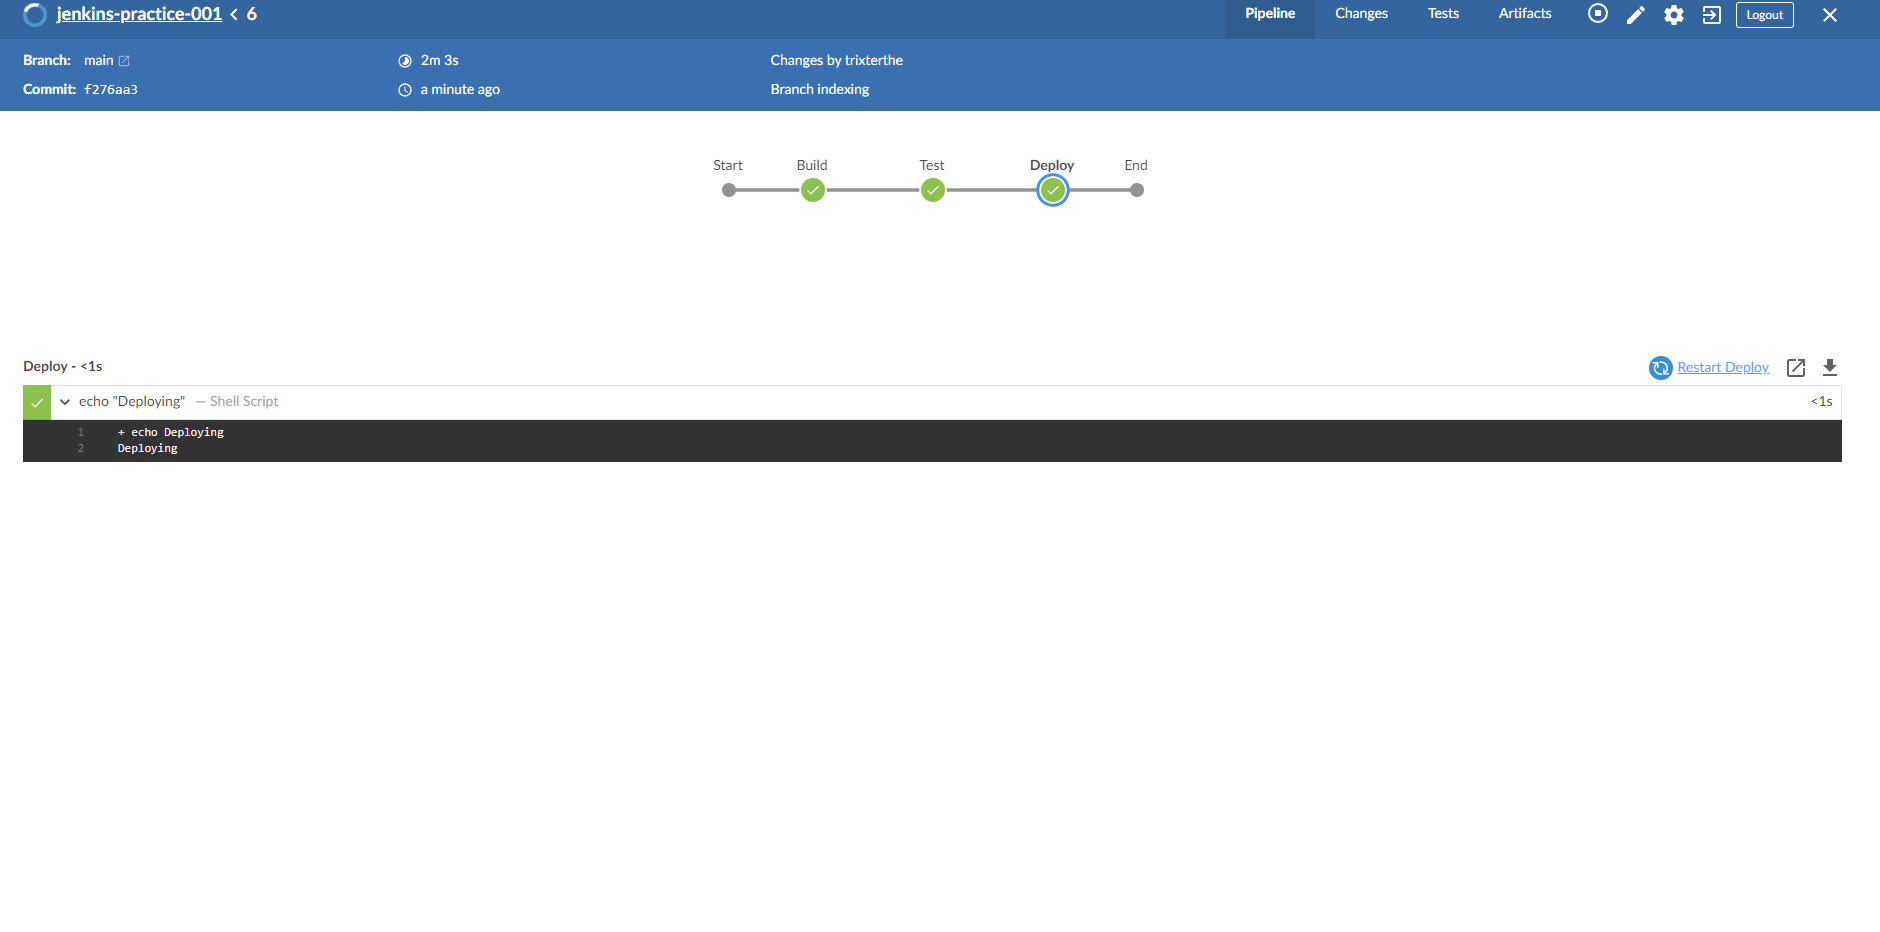 jenkins-practice-001 < 6 Pipeline Changes Tests Artifacts Logout
Branch: main 2m 3s Changes by trixterthe
Commit: f276aa3 a minute ago Branch indexing
Start Build Test Deploy End
Deploy - <1s Restart Deploy
echo "Deploying" — Shell Script <1s
1 + echo Deploying
2 Deploying